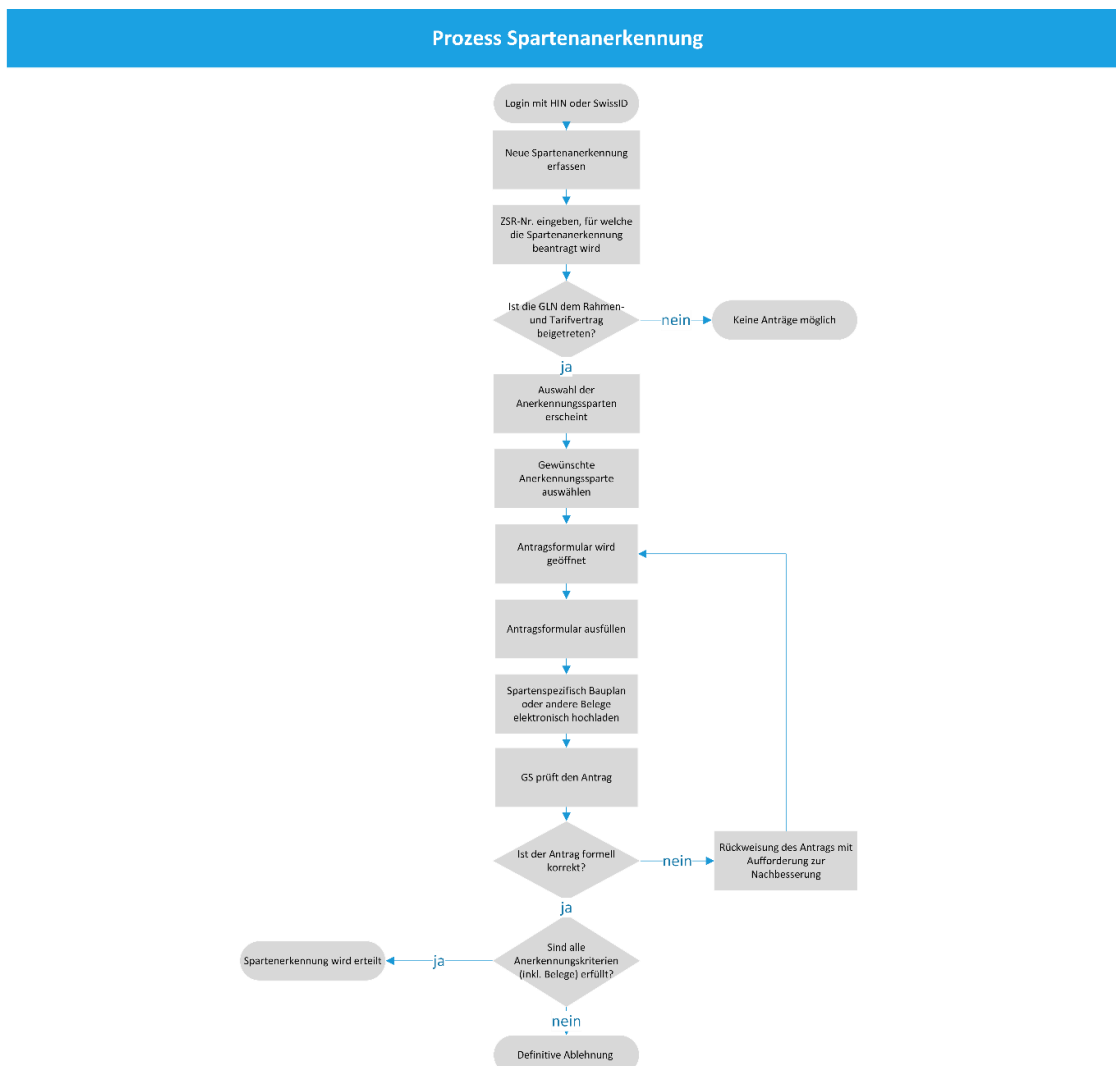 Prozess Spartenanerkennung
Login mit HIN oder SwissID
Neue Spartenanerkennung
erfassen
ZSR-Nr. eingeben, für welche
die Spartenanerkennung
beantragt wird
Ist die GLN dem Rahmen-
und Tarifvertrag
beigetreten?
nein
Keine Anträge möglich
ja
Auswahl der
Anerkennungssparten
erscheint
Gewünschte
Anerkennungssparte
auswählen
Antragsformular wird
geöffnet
Antragsformular ausfüllen
Spartenspezifisch Bauplan
oder andere Belege
elektronisch hochladen
GS prüft den Antrag
Ist der Antrag formell
korrekt?
nein
Rückweisung des Antrags mit
Aufforderung zur
Nachbesserung
ja
Sind alle
Anerkennungskriterien
(inkl. Belege) erfüllt?
ja
Spartenerkennung wird erteilt
nein
Definitive Ablehnung